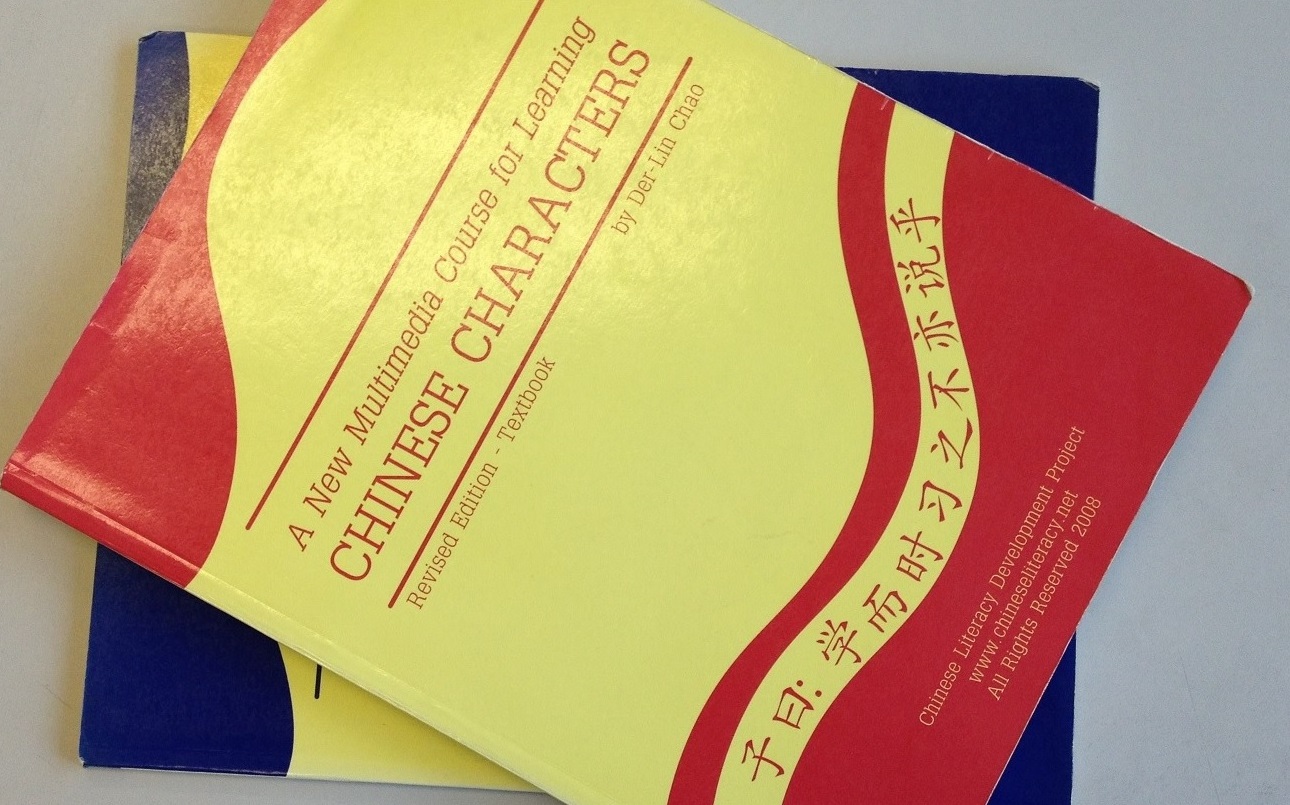 A New Multimedia Course for Learning
CHINESE CHARACTERS
Revised Edition - Textbook
by Der-Lin Chao
子曰: 学而时习之不亦说乎
Chinese Literacy Development Project
www.chineseliteracy.net
All Rights Reserved 2008